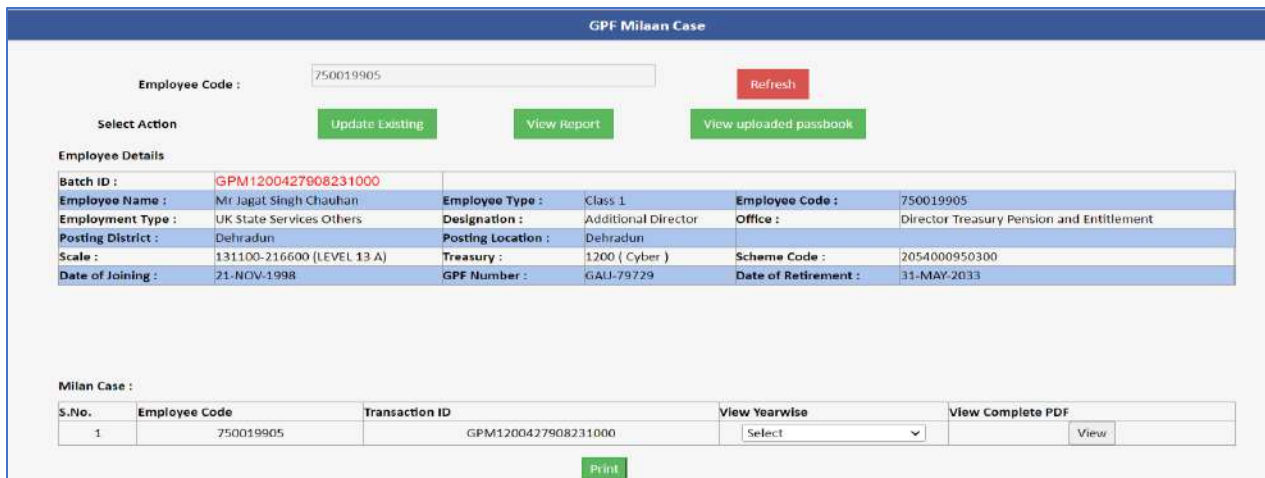 GPF Milaan Case
Employee Code : 750019905 Refresh
Select Action Update Existing View Report View uploaded passbook
Employee Details
Batch ID : GPM1200427908231000
Employee Name : Mr Jagat Singh Chauhan Employee Type : Class 1 Employee Code : 750019905
Employment Type : UK State Services Others Designation : Additional Director Office : Director Treasury Pension and Entitlement
Posting District : Dehradun Posting Location : Dehradun
Scale : 131100-216600 (LEVEL 13 A) Treasury : 1200 ( Cyber ) Scheme Code : 2054000950300
Date of Joining : 21-NOV-1998 GPF Number : GAU-79729 Date of Retirement : 31-MAY-2033
Milan Case :
S.No. Employee Code Transaction ID View Yearwise View Complete PDF
1 750019905 GPM1200427908231000 Select View
Print